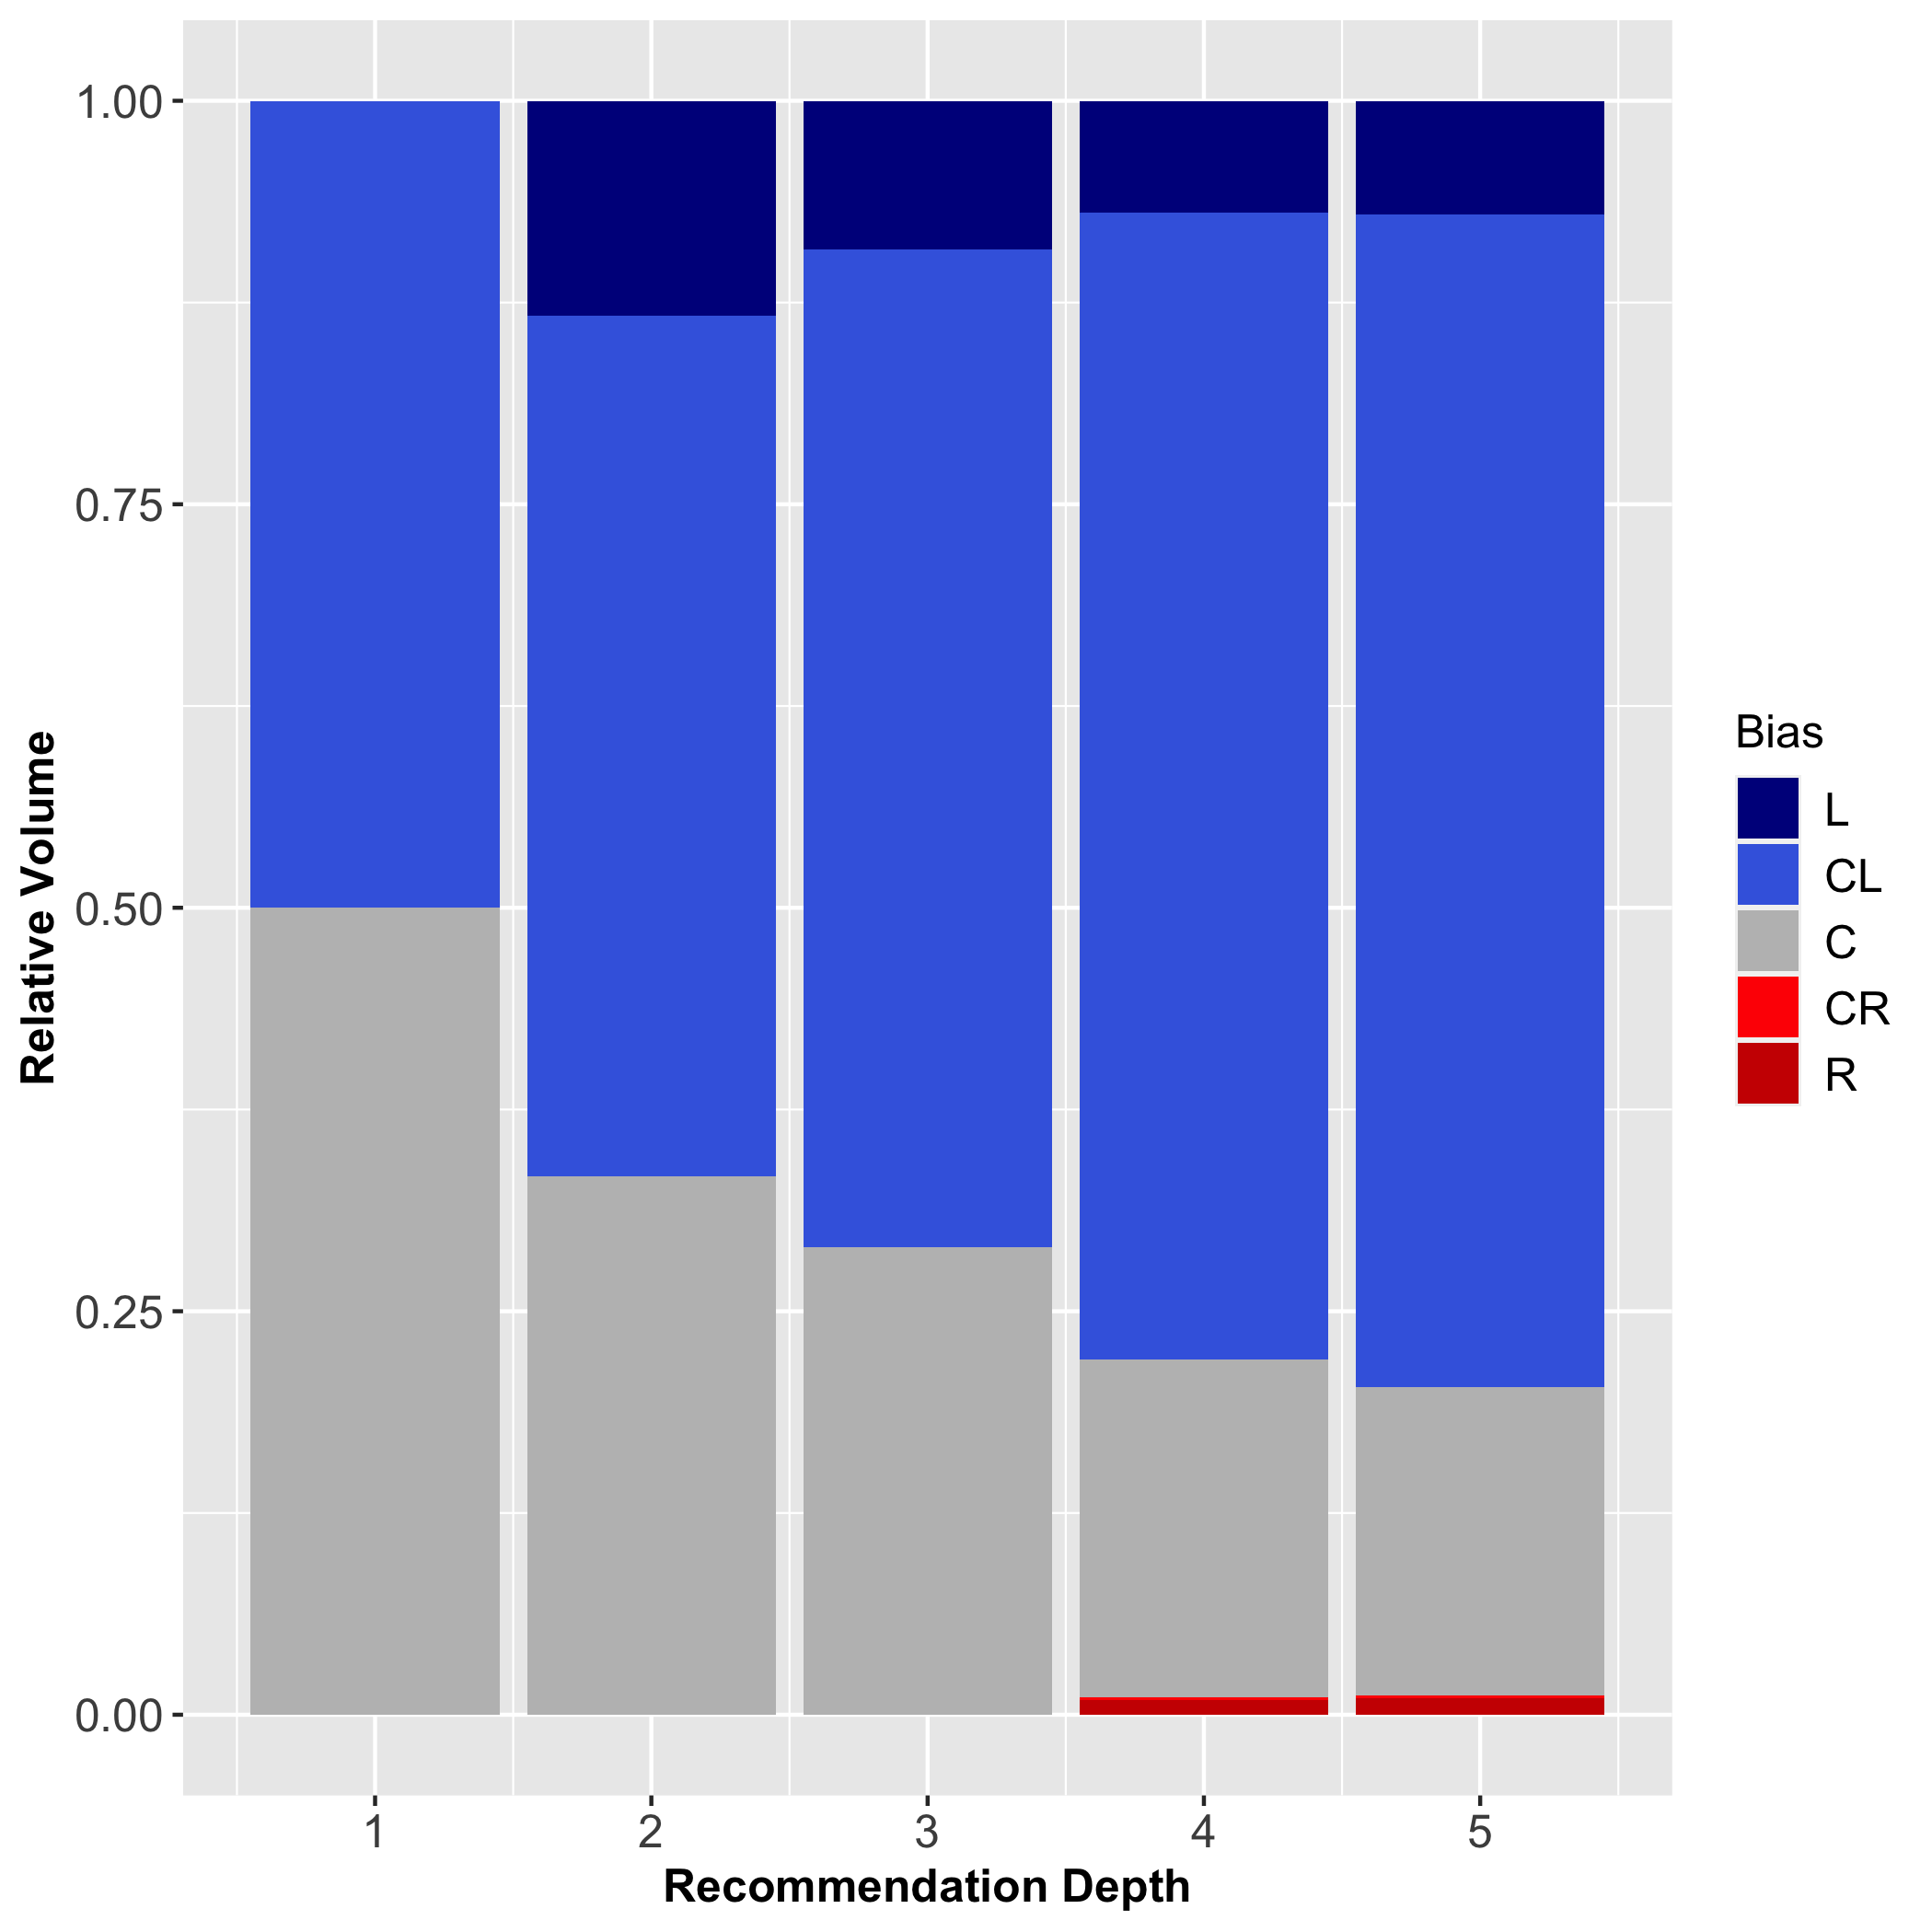 1.00
0.75
0.50
0.25
0.00
Relative Volume
1 2 3 4 5
Recommendation Depth
Bias
L
CL
C
CR
R